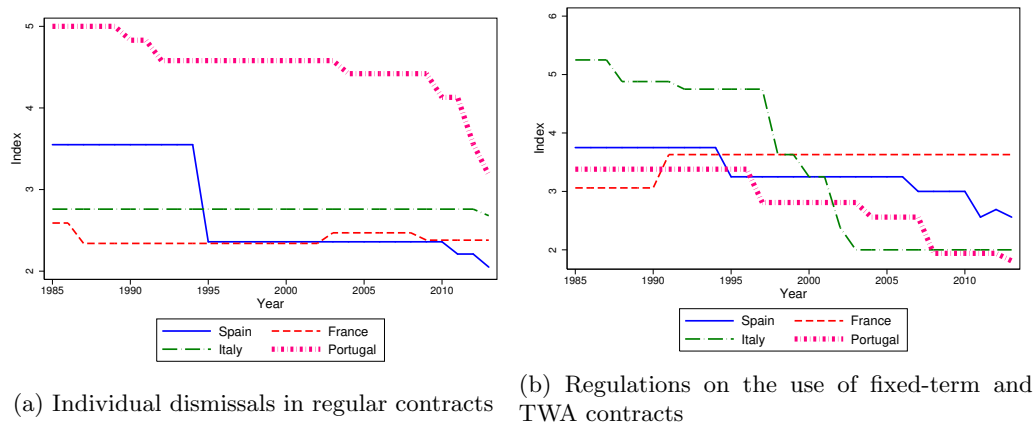 5
4
3
2
Index
1985
1990
1995
2000
2005
2010
Year
Spain
France
Italy
Portugal
(a) Individual dismissals in regular contracts
6
5
4
3
2
Index
1985
1990
1995
2000
2005
2010
Year
Spain
France
Italy
Portugal
(b) Regulations on the use of fixed-term and
TWA contracts